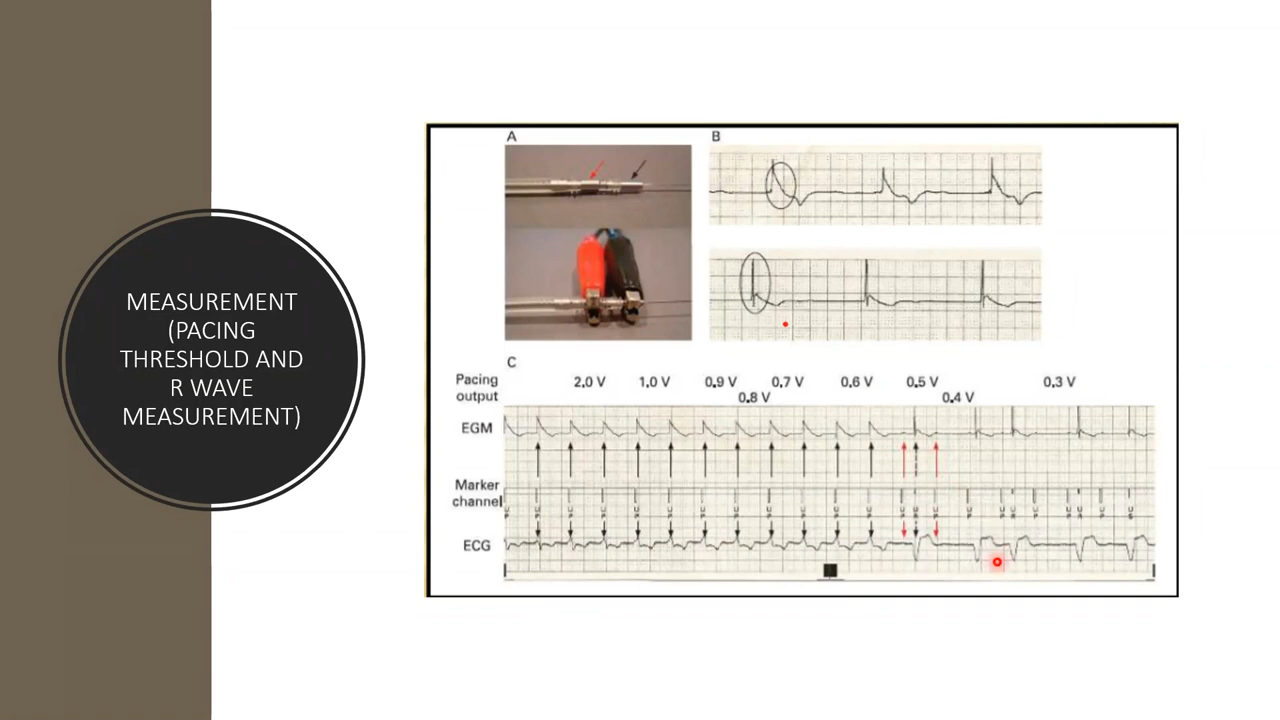 MEASUREMENT
(PACING
THRESHOLD AND
R WAVE
MEASUREMENT)
A
B
C
Pacing
output
2.0 V 1.0 V 0.9 V 0.7 V 0.6 V 0.5 V 0.3 V
0.8 V 0.4 V
EGM
Marker
channel
ECG